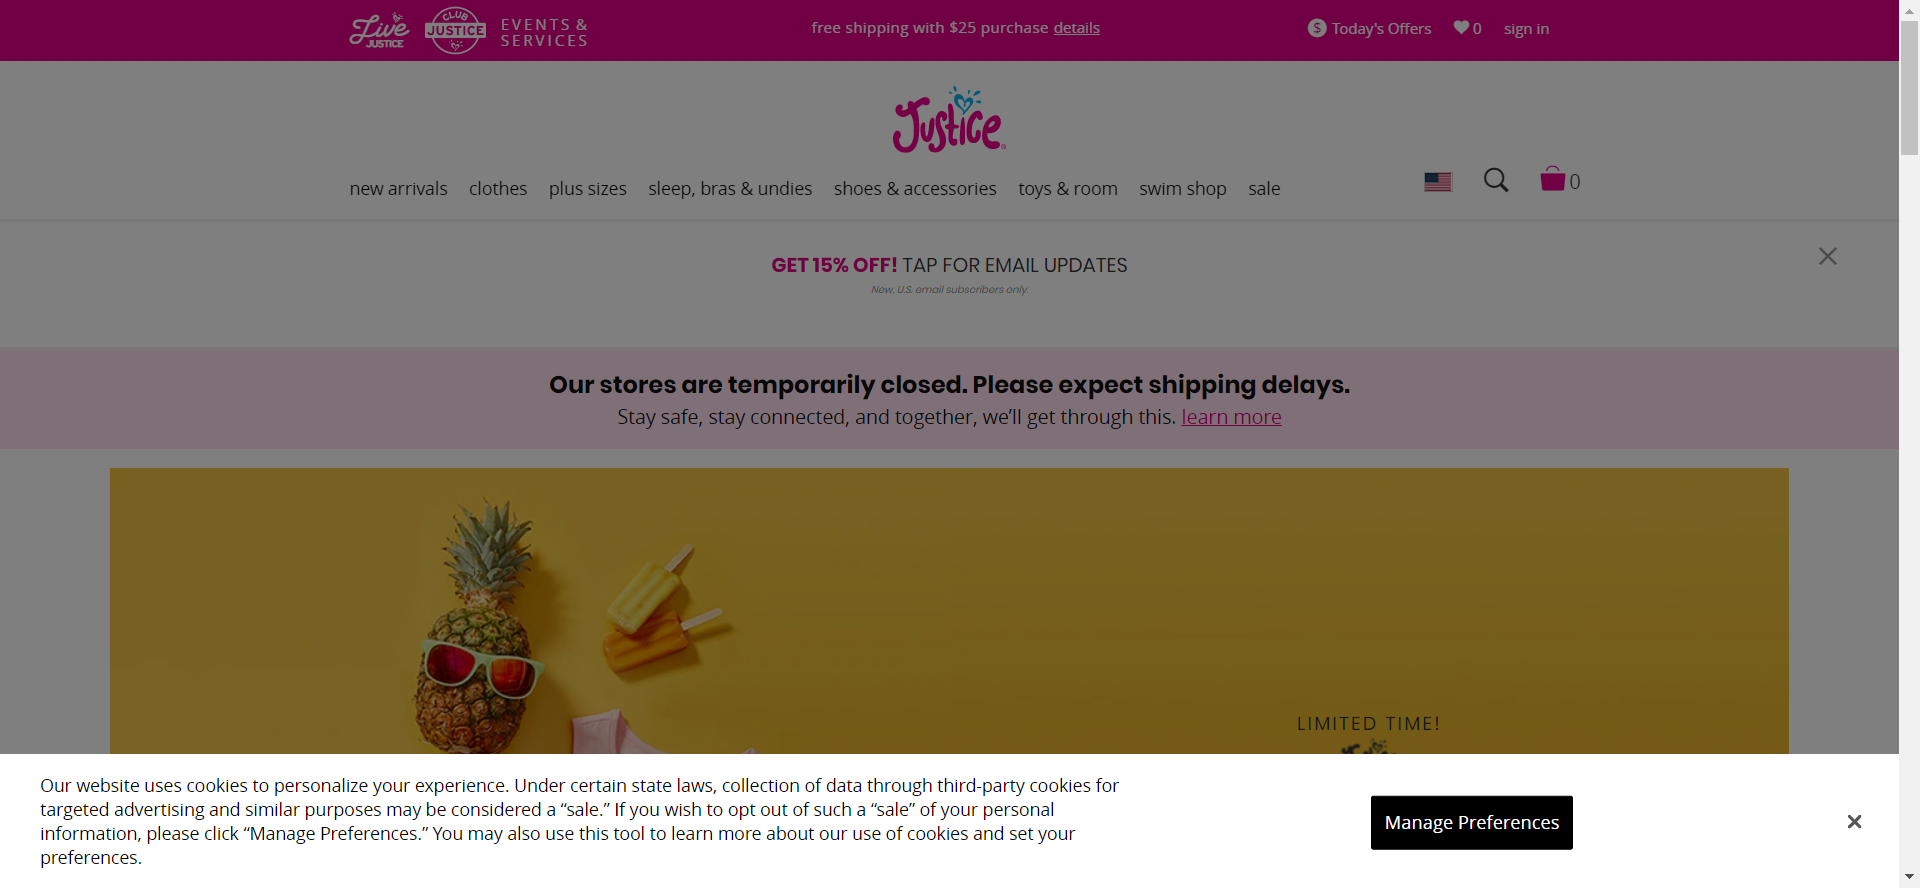 Live JUSTICE
CLUB JUSTICE
EVENTS & SERVICES
free shipping with $25 purchase details
$ Today's Offers
0
sign in
Justice
new arrivals clothes plus sizes sleep, bras & undies shoes & accessories toys & room swim shop sale
0
GET 15% OFF! TAP FOR EMAIL UPDATES
New, U.S. email subscribers only.
Our stores are temporarily closed. Please expect shipping delays.
Stay safe, stay connected, and together, we’ll get through this. learn more
LIMITED TIME!
Our website uses cookies to personalize your experience. Under certain state laws, collection of data through third-party cookies for
targeted advertising and similar purposes may be considered a “sale.” If you wish to opt out of such a “sale” of your personal
information, please click “Manage Preferences.” You may also use this tool to learn more about our use of cookies and set your
preferences.
Manage Preferences